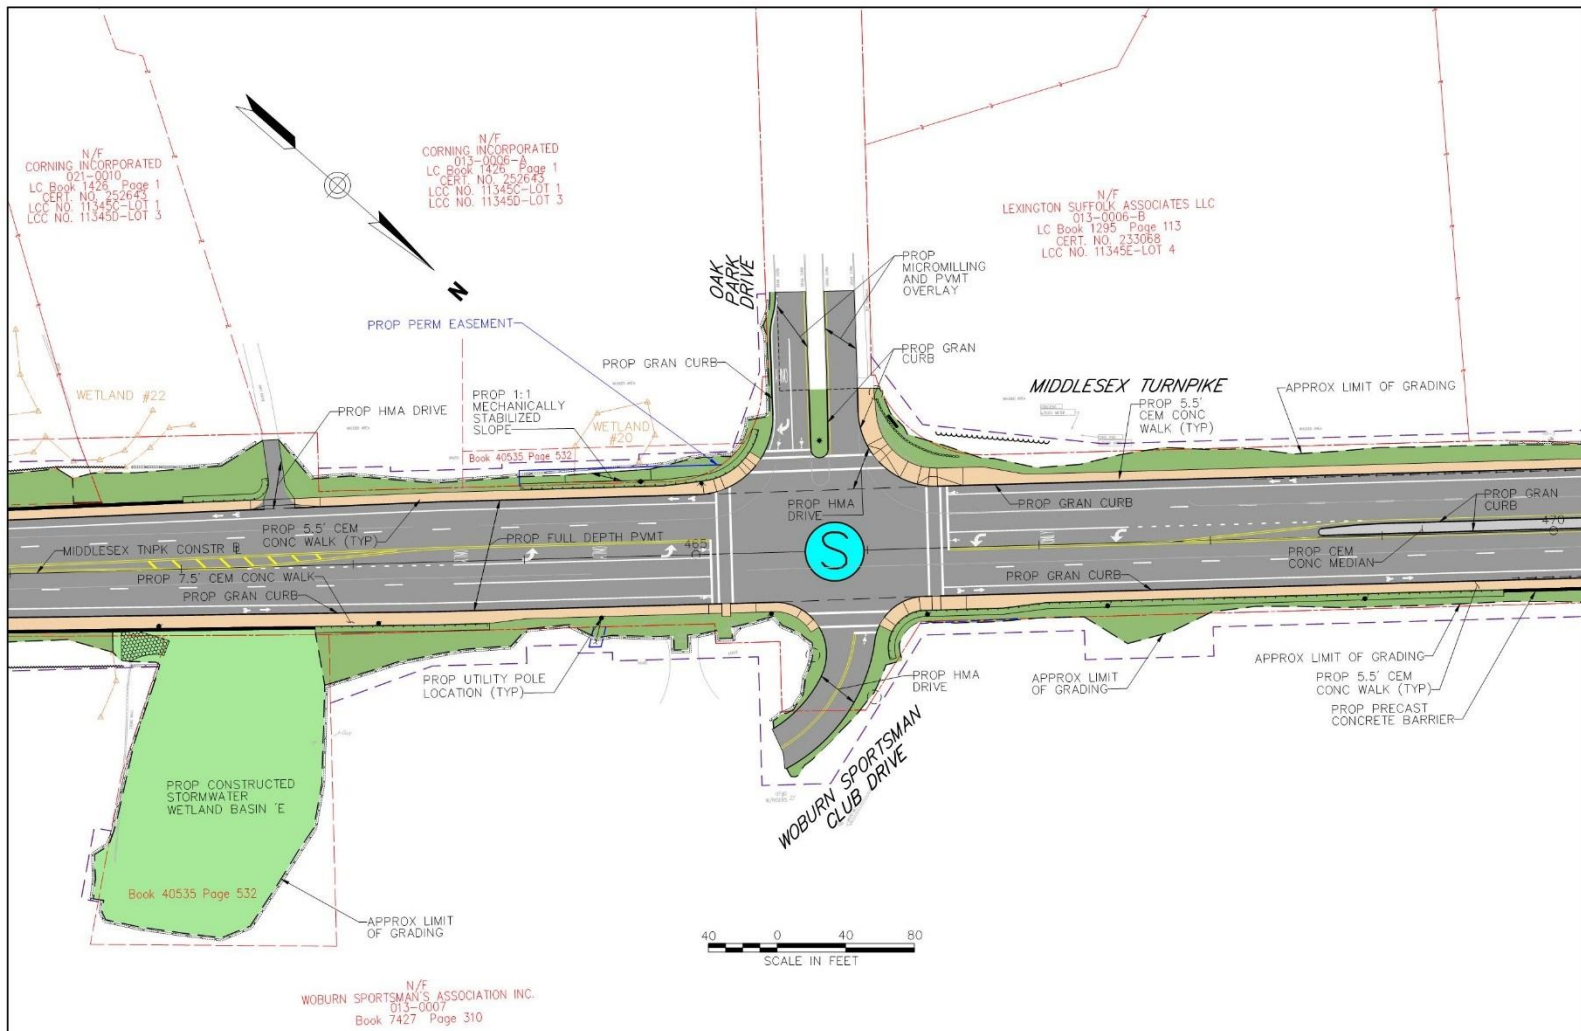 N/F
CORNING INCORPORATED
021-0010
LC Book 1426 Page 1
CERT. NO. 252643
LCC NO. 11345C-LOT 1
LCC NO. 11345D-LOT 3
N/F
CORNING INCORPORATED
013-0006-A
LC Book 1426 Page 1
CERT. NO. 252643
LCC NO. 11345C-LOT 1
LCC NO. 11345D-LOT 3
N/F
LEXINGTON SUFFOLK ASSOCIATES LLC
013-0006-B
LC Book 1295 Page 113
CERT. NO. 233068
LCC NO. 11345E-LOT 4
N
OAK
PARK
DRIVE
PROP
MICROMILLING
AND PVMT
OVERLAY
PROP PERM EASEMENT
PROP GRAN CURB
PROP GRAN
CURB
MIDDLESEX TURNPIKE
APPROX LIMIT OF GRADING
WETLAND #22
PROP HMA DRIVE
PROP 1:1
MECHANICALLY
STABILIZED
SLOPE
WETLAND
#20
PROP 5.5'
CEM CONC
WALK (TYP)
Book 40535 Page 532
PROP HMA
DRIVE
PROP GRAN CURB
PROP GRAN
CURB
470
PROP 5.5' CEM
CONC WALK (TYP)
PROP FULL DEPTH PVMT
MIDDLESEX TNPK CONSTR B
465
S
PROP CEM
CONC MEDIAN
PROP 7.5' CEM CONC WALK
PROP GRAN CURB
PROP GRAN CURB
PROP UTILITY POLE
LOCATION (TYP)
PROP HMA
DRIVE
APPROX LIMIT
OF GRADING
APPROX LIMIT OF GRADING
PROP 5.5' CEM
CONC WALK (TYP)
PROP PRECAST
CONCRETE BARRIER
WOBURN SPORTSMAN
CLUB DRIVE
PROP CONSTRUCTED
STORMWATER
WETLAND BASIN 'E
Book 40535 Page 532
APPROX LIMIT
OF GRADING
40 0 40 80
SCALE IN FEET
N/F
WOBURN SPORTSMAN'S ASSOCIATION INC.
013-0007
Book 7427 Page 310